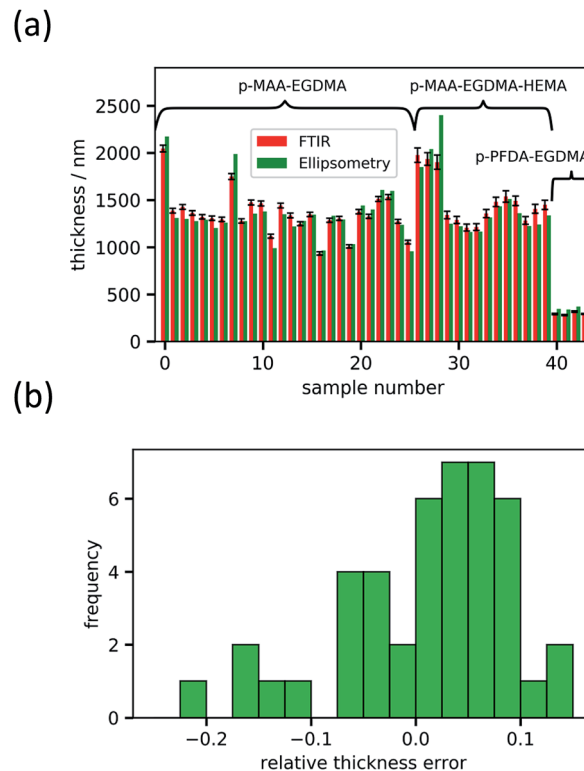 (a)
p-MAA-EGDMA
p-MAA-EGDMA-HEMA
p-PFDA-EGDMA
FTIR
Ellipsometry
thickness / nm
2500
2000
1500
1000
500
0
0 10 20 30 40
sample number
(b)
frequency
6
4
2
0
−0.2 −0.1 0.0 0.1
relative thickness error